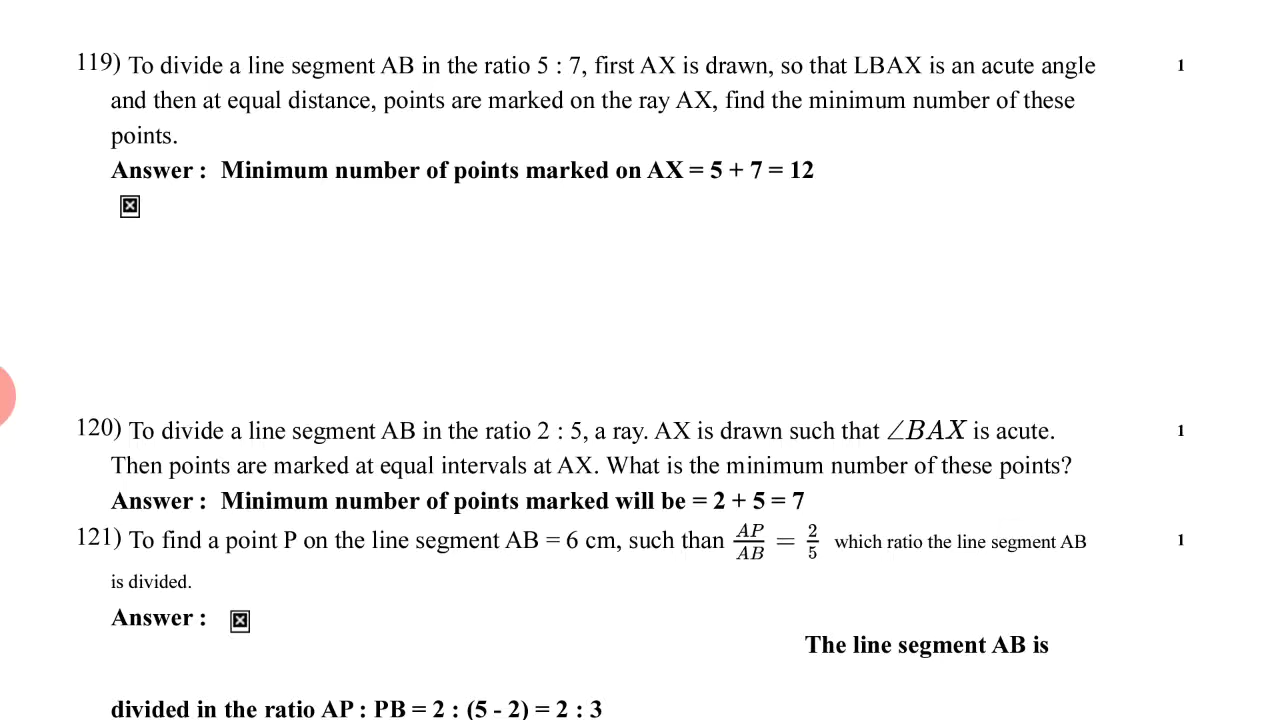 119) To divide a line segment AB in the ratio 5 : 7, first AX is drawn, so that LBAX is an acute angle 1
and then at equal distance, points are marked on the ray AX, find the minimum number of these
points.
Answer : Minimum number of points marked on AX = 5 + 7 = 12
120) To divide a line segment AB in the ratio 2 : 5, a ray. AX is drawn such that ∠BAX is acute. 1
Then points are marked at equal intervals at AX. What is the minimum number of these points?
Answer : Minimum number of points marked will be = 2 + 5 = 7
121) To find a point P on the line segment AB = 6 cm, such than AP/AB = 2/5 which ratio the line segment AB 1
is divided.
Answer :
The line segment AB is
divided in the ratio AP : PB = 2 : (5 - 2) = 2 : 3